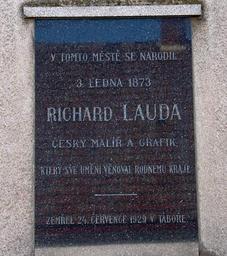 V TOMTO MĚSTĚ SE NARODIL
3. LEDNA 1873
RICHARD LAUDA
ČESKÝ MALÍŘ A GRAFIK,
KTERÝ SVÉ UMĚNÍ VĚNOVAL RODNÉMU KRAJI.
ZEMŘEL 24. ČERVENCE 1929 V TÁBOŘE.